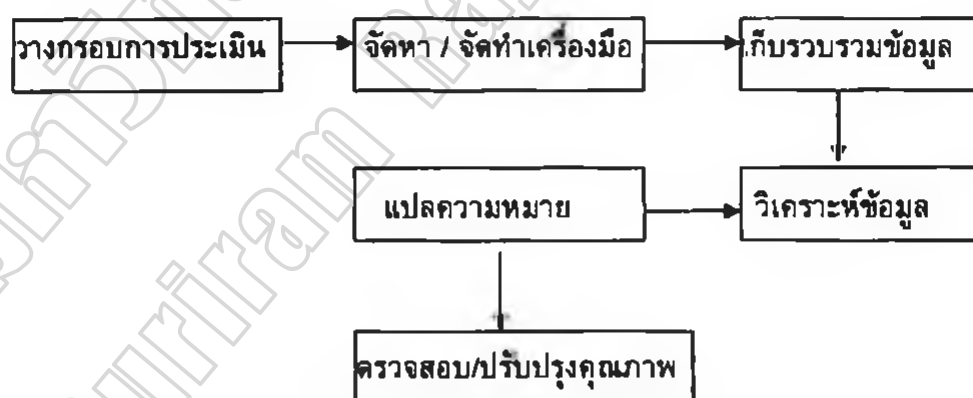 วางกรอบการประเมิน
จัดหา / จัดทำเครื่องมือ
เก็บรวบรวมข้อมูล
แปลความหมาย
วิเคราะห์ข้อมูล
ตรวจสอบ/ปรับปรุงคุณภาพ